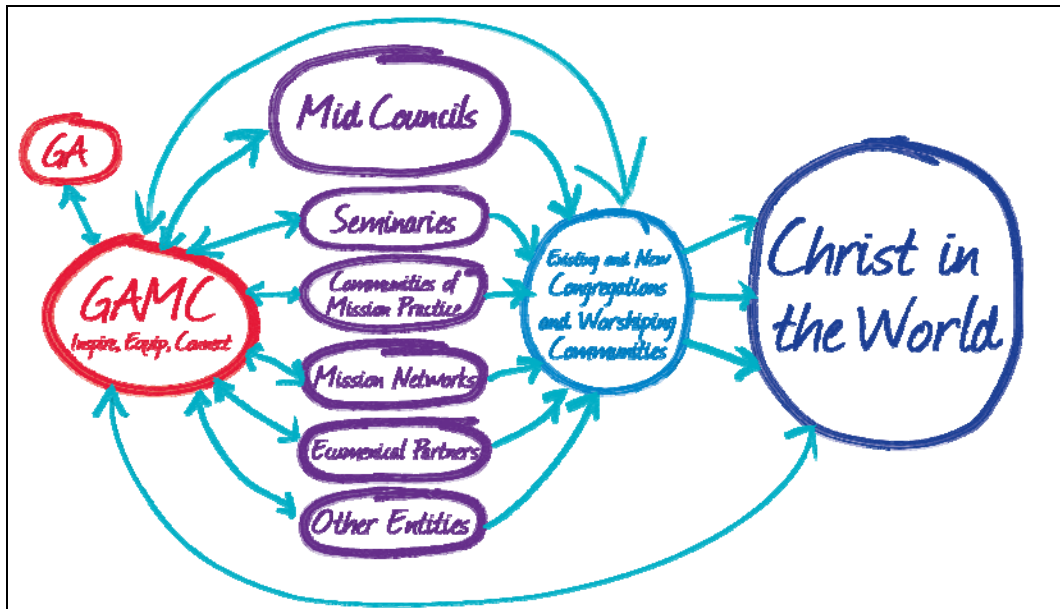 GA
GAMC
Inspire, Equip, Connect
Mid Councils
Seminaries
Communities of
Mission Practice
Mission Networks
Ecumenical Partners
Other Entities
Existing and New
Congregations
and Worshiping
Communities
Christ in
the World